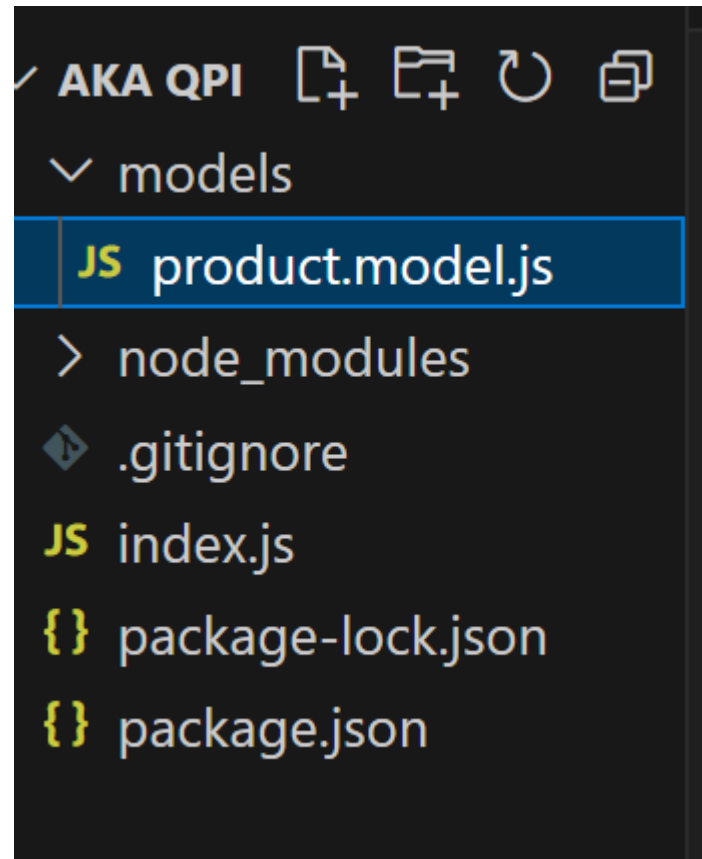 AKA QPI
models
JS product.model.js
node_modules
.gitignore
JS index.js
{} package-lock.json
{} package.json